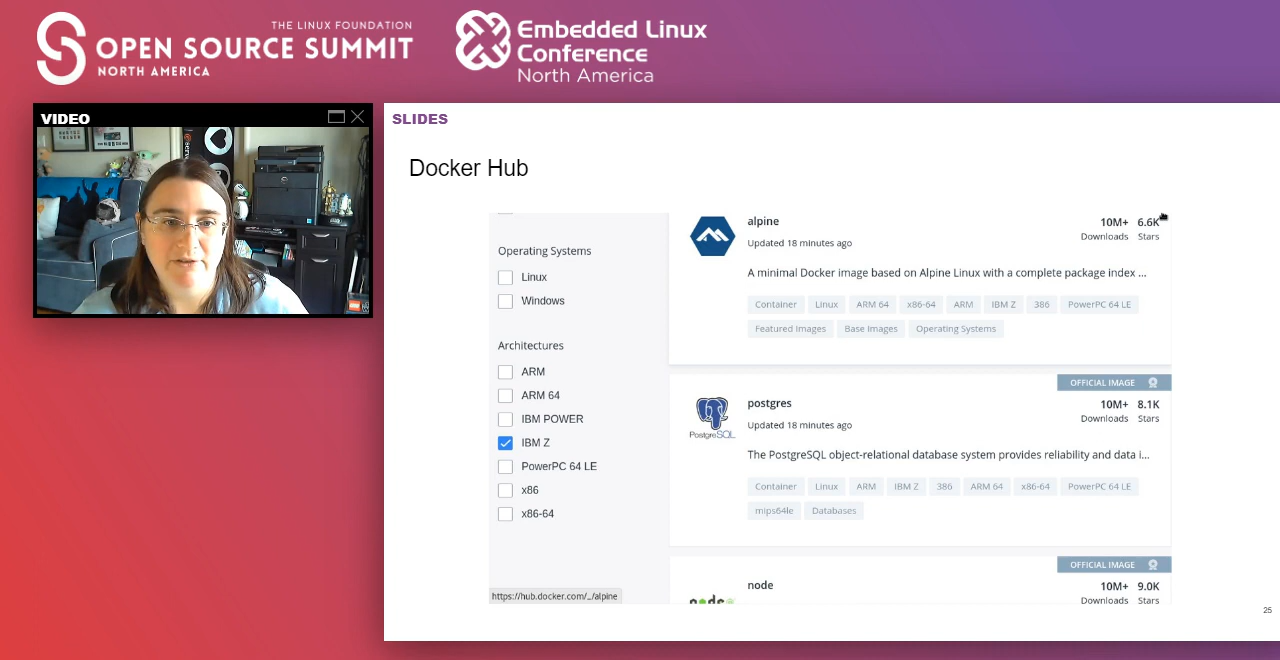 THE LINUX FOUNDATION
OPEN SOURCE SUMMIT
NORTH AMERICA
Embedded Linux
Conference
North America
VIDEO
SLIDES
Docker Hub
Operating Systems
Linux
Windows
Architectures
ARM
ARM 64
IBM POWER
IBM Z
PowerPC 64 LE
x86
x86-64
https://hub.docker.com/_/alpine
alpine
10M+ 6.6K
Updated 18 minutes ago
Downloads Stars
A minimal Docker image based on Alpine Linux with a complete package index ...
Container Linux ARM 64 x86-64 ARM IBM Z 386 PowerPC 64 LE
Featured Images Base Images Operating Systems
OFFICIAL IMAGE
postgres
10M+ 8.1K
Updated 18 minutes ago
Downloads Stars
PostgreSQL
The PostgreSQL object-relational database system provides reliability and data i...
Container Linux ARM IBM Z 386 ARM 64 x86-64 PowerPC 64 LE
mips64le Databases
OFFICIAL IMAGE
node
10M+ 9.0K
Downloads Stars
25